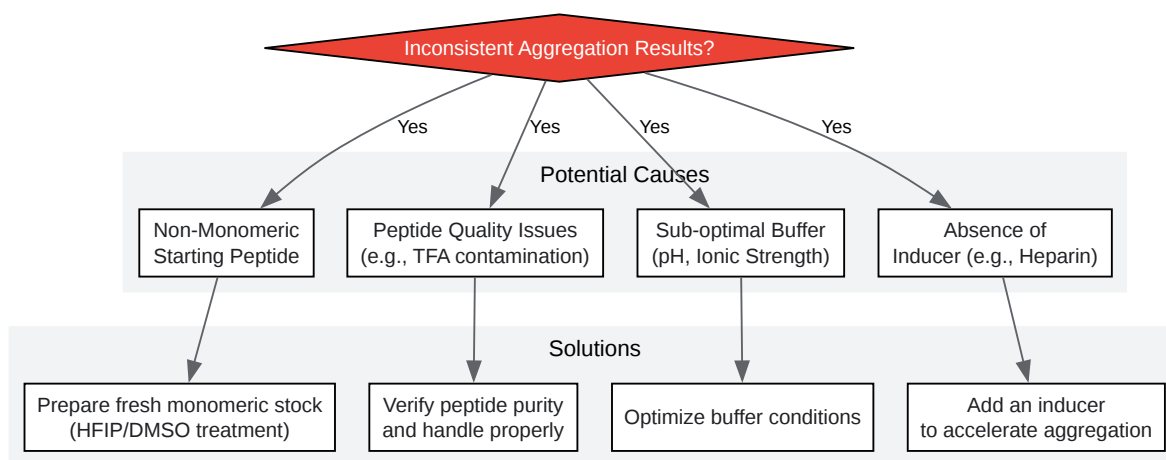 Inconsistent Aggregation Results?
Yes
Yes
Yes
Yes
Potential Causes
Non-Monomeric
Starting Peptide
Peptide Quality Issues
(e.g., TFA contamination)
Sub-optimal Buffer
(pH, Ionic Strength)
Absence of
Inducer (e.g., Heparin)
Solutions
Prepare fresh monomeric stock
(HFIP/DMSO treatment)
Verify peptide purity
and handle properly
Optimize buffer conditions
Add an inducer
to accelerate aggregation